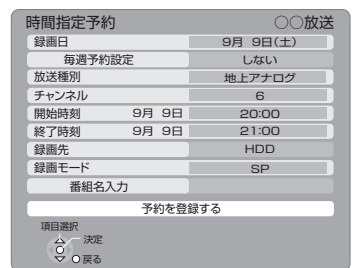 時間指定予約 ○○放送
録画日 9月 9日(土)
毎週予約設定 しない
放送種別 地上アナログ
チャンネル 6
開始時刻 9月 9日 20:00
終了時刻 9月 9日 21:00
録画先 HDD
録画モード SP
番組名入力
予約を登録する
項目選択
決定
戻る